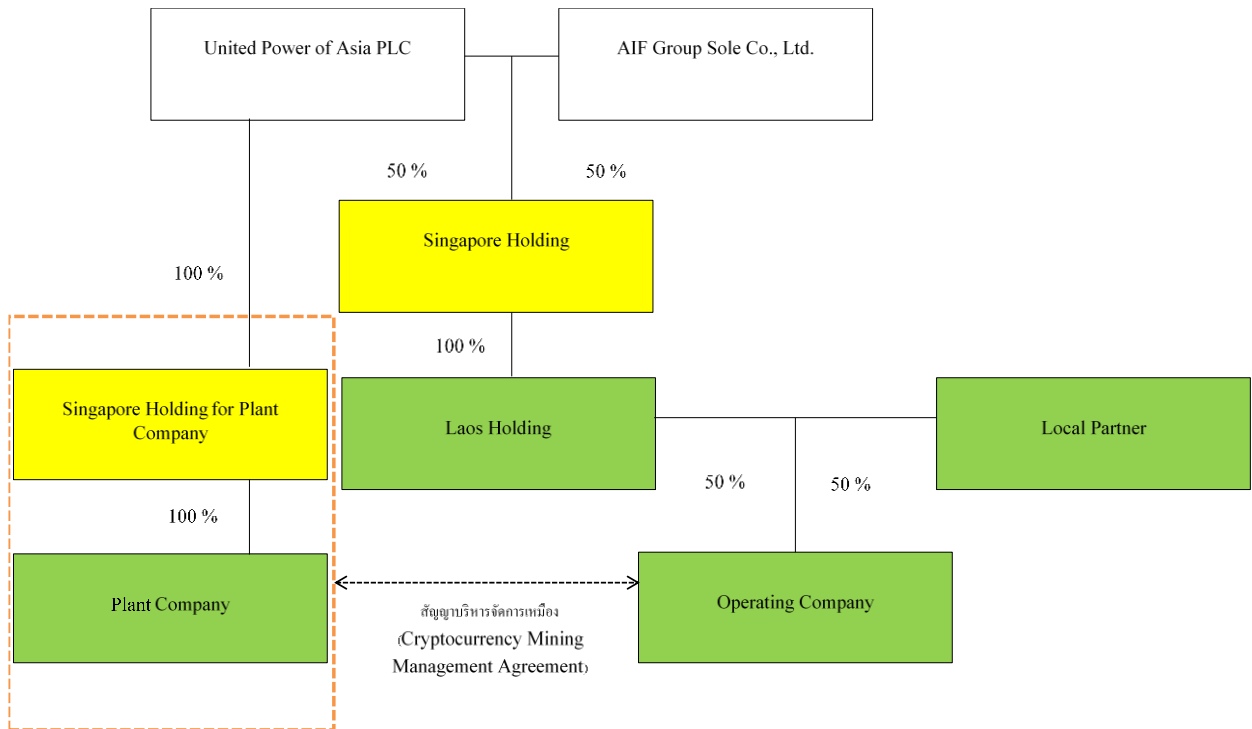 United Power of Asia PLC
AIF Group Sole Co., Ltd.
50 %
50 %
Singapore Holding
100 %
100 %
Singapore Holding for Plant
Company
Laos Holding
Local Partner
50 %
50 %
100 %
Plant Company
Operating Company
สัญญาบริหารจัดการเหมือง
(Cryptocurrency Mining
Management Agreement)